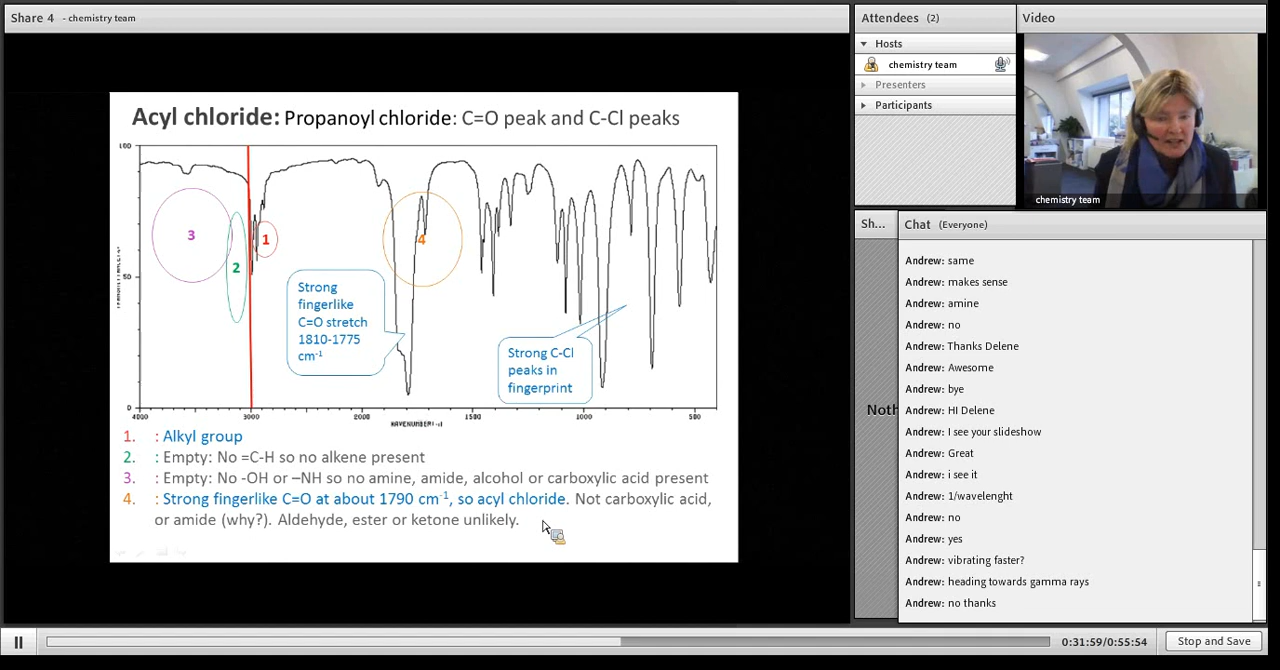 Share 4 - chemistry team
Attendees (2)
Hosts
chemistry team
Presenters
Participants
Video
chemistry team
Acyl chloride: Propanoyl chloride: C=O peak and C-Cl peaks
100
50
0
4000 3000 2000 1500 1000 500
3
2
1
4
Strong
fingerlike
C=O stretch
1810-1775
cm⁻¹
Strong C-Cl
peaks in
fingerprint
1. : Alkyl group
2. : Empty: No =C-H so no alkene present
3. : Empty: No -OH or –NH so no amine, amide, alcohol or carboxylic acid present
4. : Strong fingerlike C=O at about 1790 cm⁻¹, so acyl chloride. Not carboxylic acid,
or amide (why?). Aldehyde, ester or ketone unlikely.
Sh...
Noth
Chat (Everyone)
Andrew: same
Andrew: makes sense
Andrew: amine
Andrew: no
Andrew: Thanks Delene
Andrew: Awesome
Andrew: bye
Andrew: HI Delene
Andrew: I see your slideshow
Andrew: Great
Andrew: i see it
Andrew: 1/wavelenght
Andrew: no
Andrew: yes
Andrew: vibrating faster?
Andrew: heading towards gamma rays
Andrew: no thanks
0:31:59/0:55:54
Stop and Save